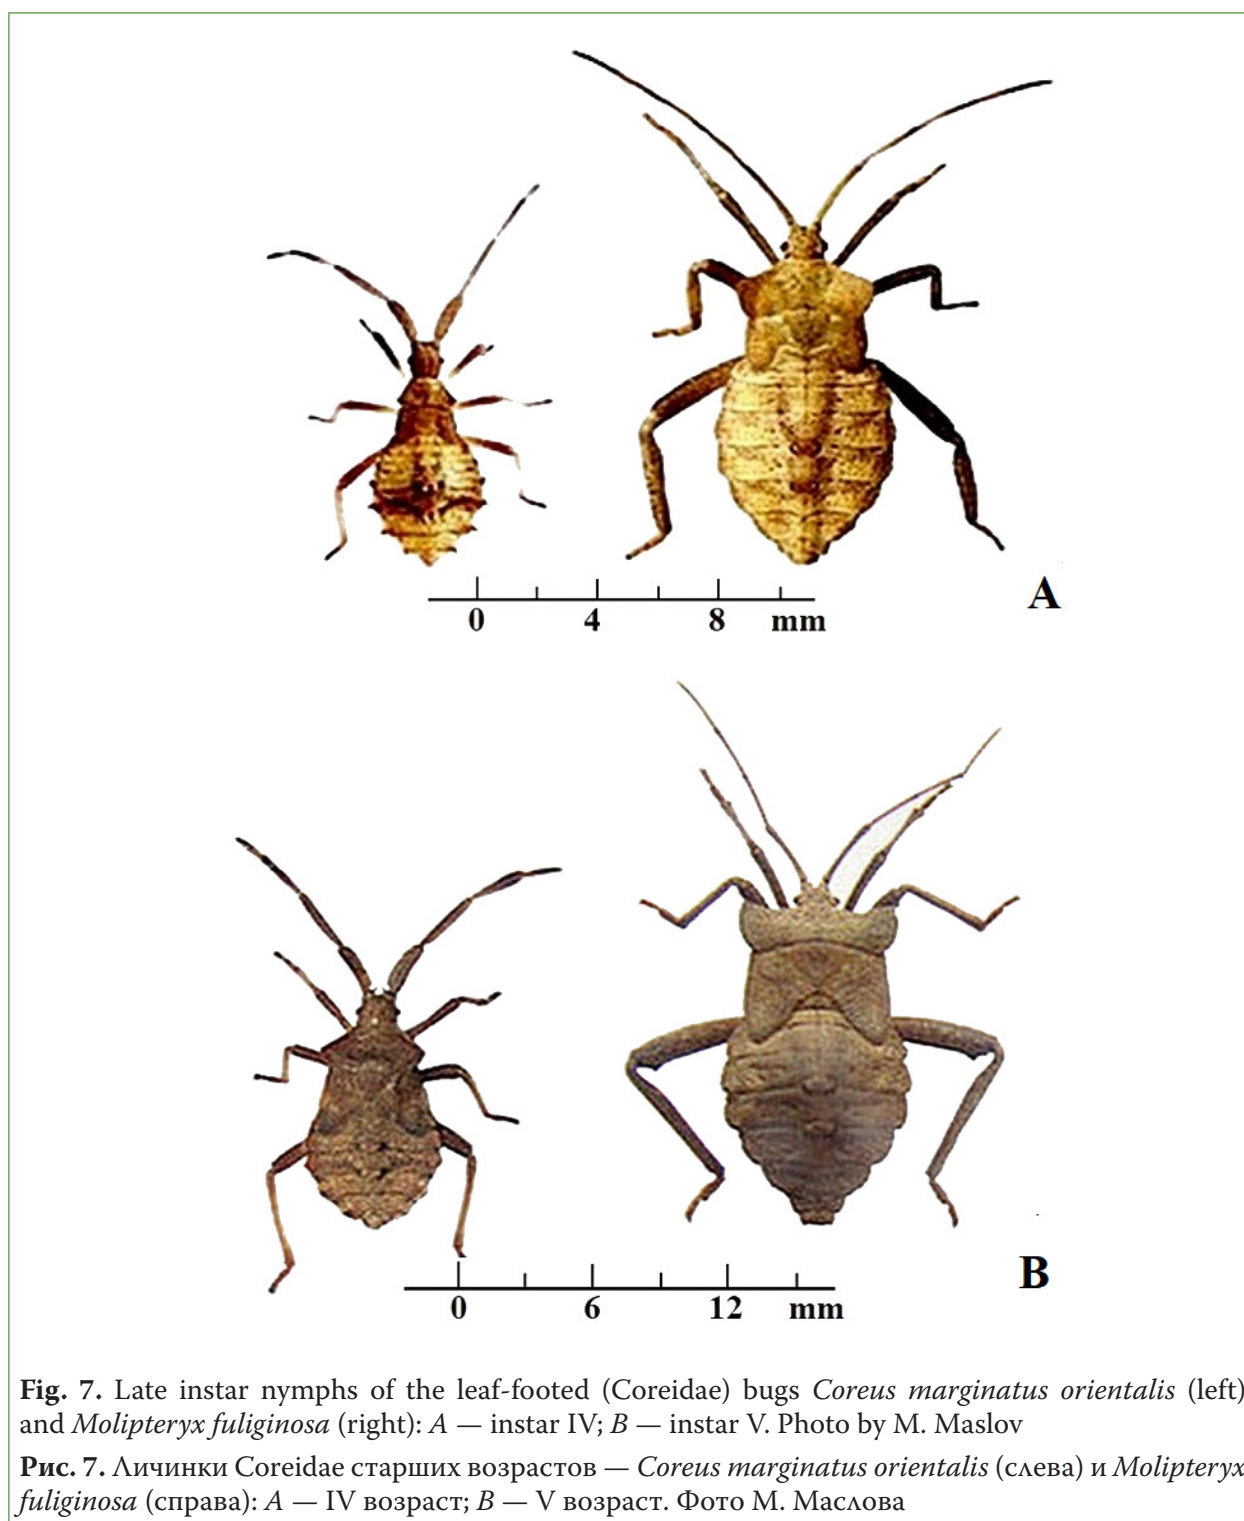 A
0 4 8 mm
B
0 6 12 mm
Fig. 7. Late instar nymphs of the leaf-footed (Coreidae) bugs Coreus marginatus orientalis (left)
and Molipteryx fuliginosa (right): A — instar IV; B — instar V. Photo by M. Maslov
Рис. 7. Личинки Coreidae старших возрастов — Coreus marginatus orientalis (слева) и Molipteryx
fuliginosa (справа): A — IV возраст; B — V возраст. Фото М. Маслова